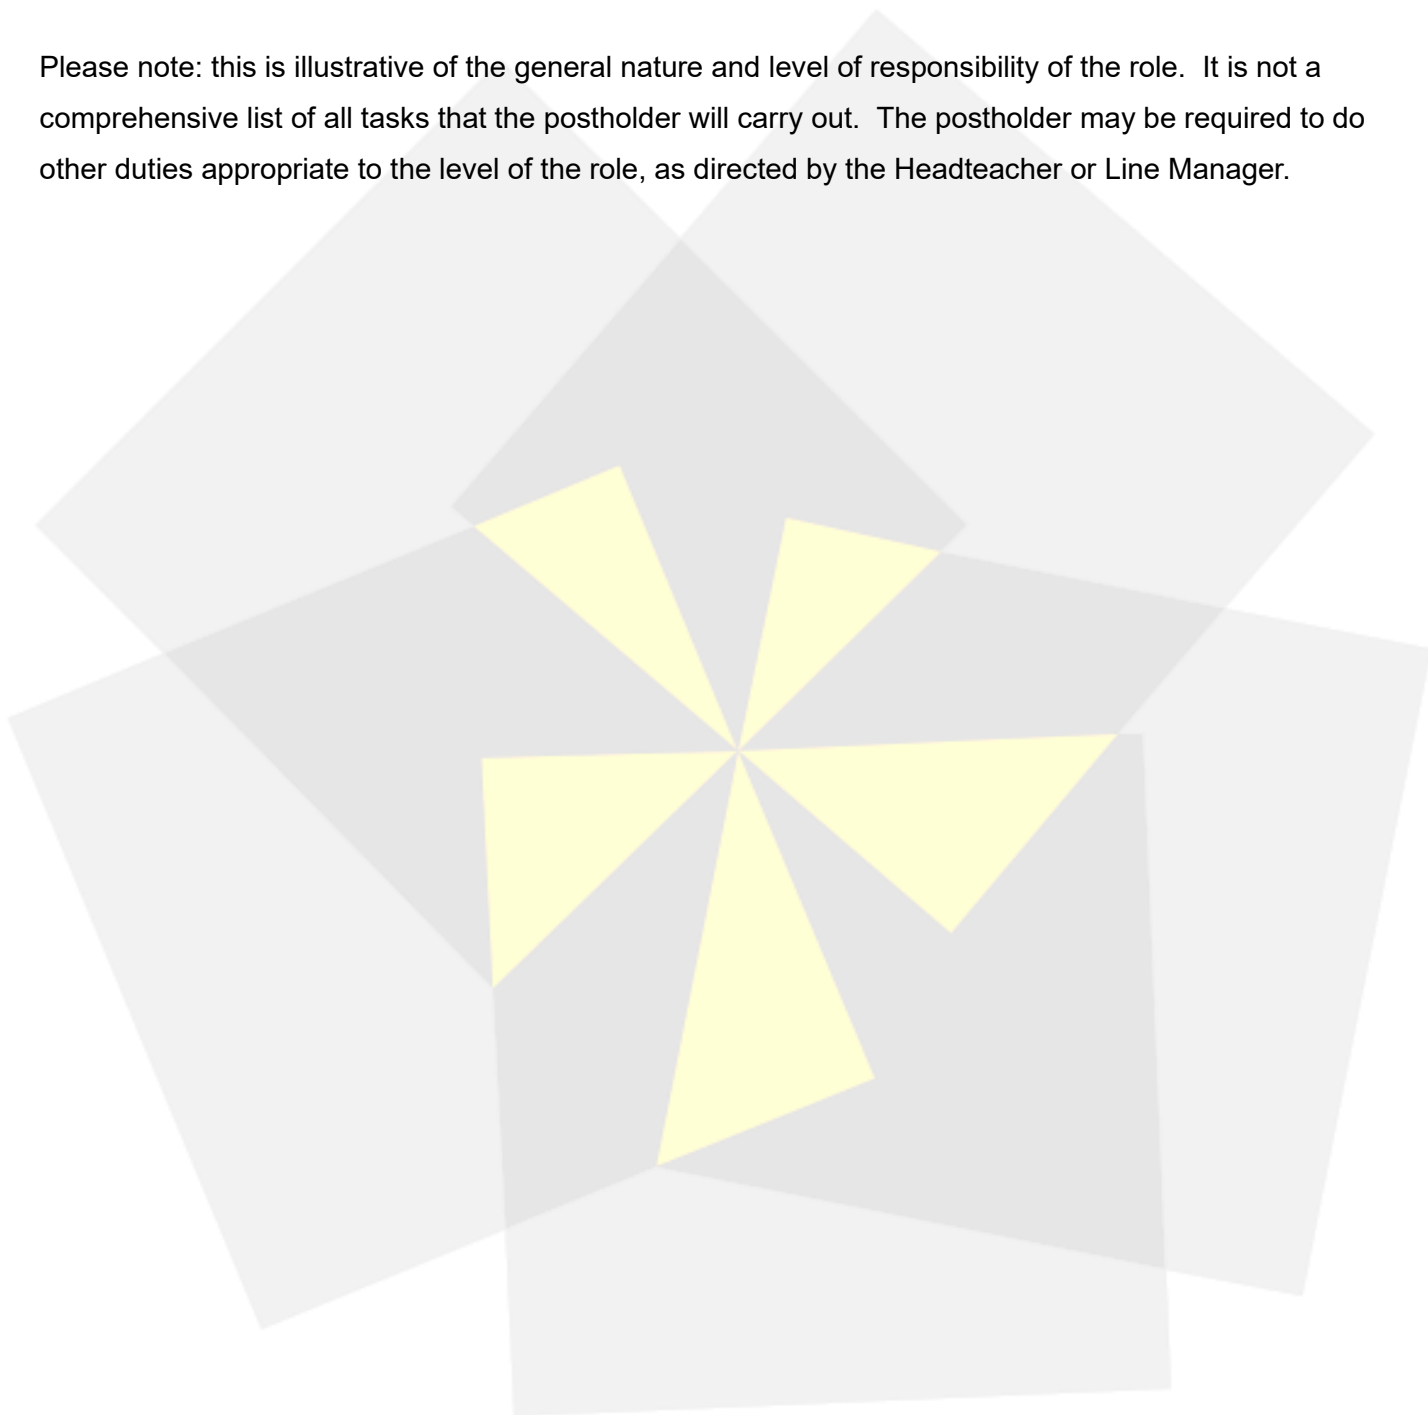 Please note: this is illustrative of the general nature and level of responsibility of the role.  It is not a
comprehensive list of all tasks that the postholder will carry out.  The postholder may be required to do
other duties appropriate to the level of the role, as directed by the Headteacher or Line Manager.